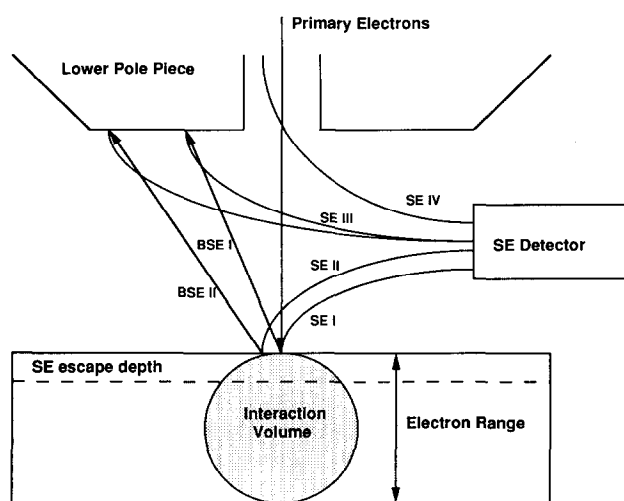 Primary Electrons
Lower Pole Piece
SE IV
SE III
BSE I
SE Detector
SE II
BSE II
SE I
SE escape depth
Interaction
Volume
Electron Range